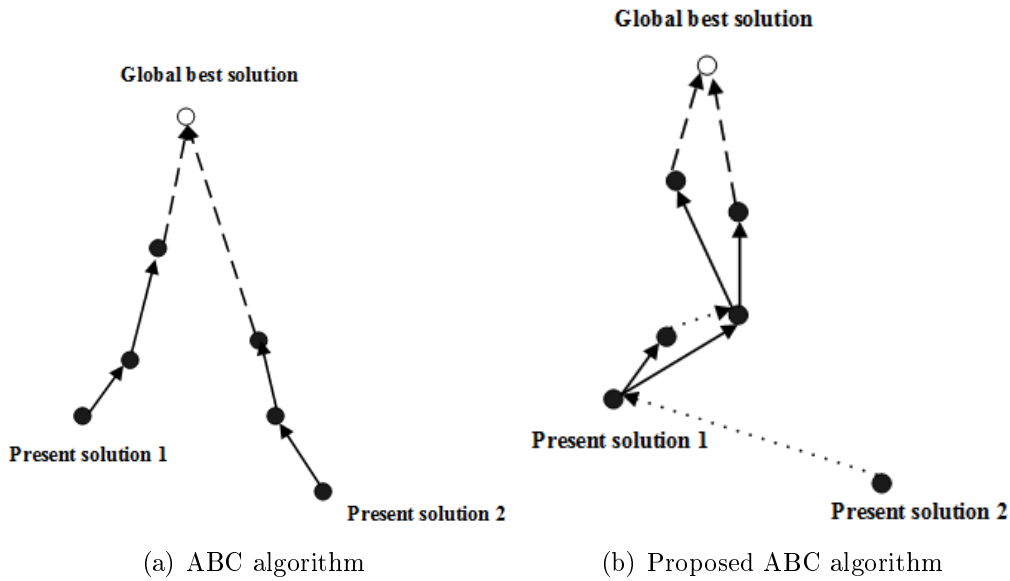 Global best solution
Present solution 1
Present solution 2
(a) ABC algorithm
Global best solution
Present solution 1
Present solution 2
(b) Proposed ABC algorithm